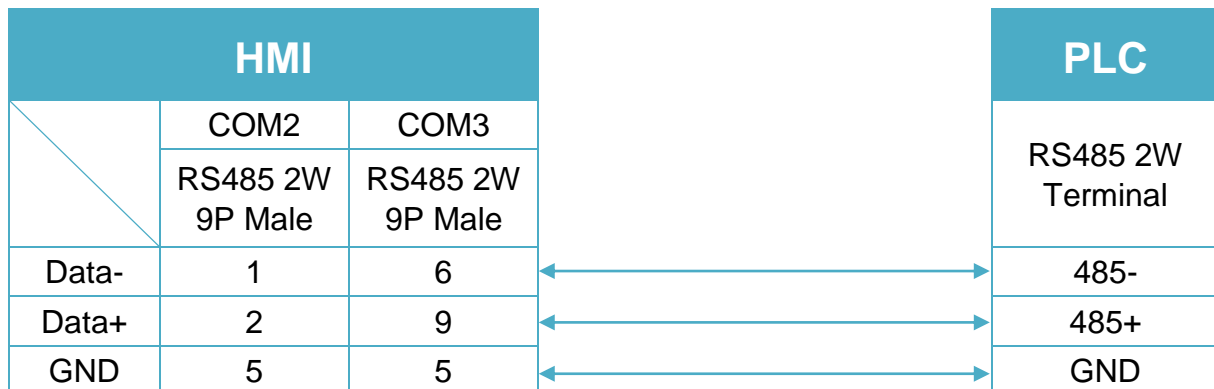 HMI PLC
COM2 COM3
RS485 2W RS485 2W RS485 2W
9P Male 9P Male Terminal
Data- 1 6 485-
Data+ 2 9 485+
GND 5 5 GND